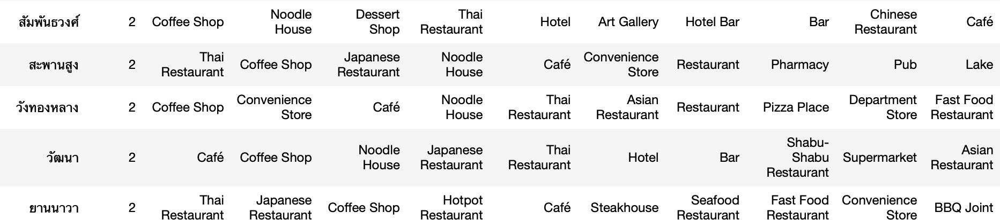 สัมพันธวงศ์ 2 Coffee Shop Noodle House Dessert Shop Thai Restaurant Hotel Art Gallery Hotel Bar Bar Chinese Restaurant Café
สะพานสูง 2 Thai Restaurant Coffee Shop Japanese Restaurant Noodle House Café Convenience Store Restaurant Pharmacy Pub Lake
วังทองหลาง 2 Coffee Shop Convenience Store Café Noodle House Thai Restaurant Asian Restaurant Restaurant Pizza Place Department Store Fast Food Restaurant
วัฒนา 2 Café Coffee Shop Noodle House Japanese Restaurant Thai Restaurant Hotel Bar Shabu-Shabu Restaurant Supermarket Asian Restaurant
ยานนาวา 2 Thai Restaurant Japanese Restaurant Coffee Shop Hotpot Restaurant Café Steakhouse Seafood Restaurant Fast Food Restaurant Convenience Store BBQ Joint